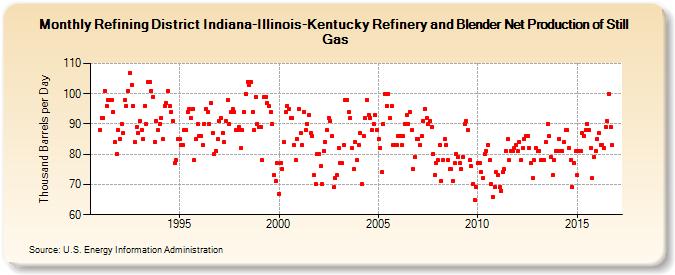 Monthly Refining District Indiana-Illinois-Kentucky Refinery and Blender Net Production of Still
Gas
Thousand Barrels per Day
110
100
90
80
70
60
1995
2000
2005
2010
2015
Source: U.S. Energy Information Administration